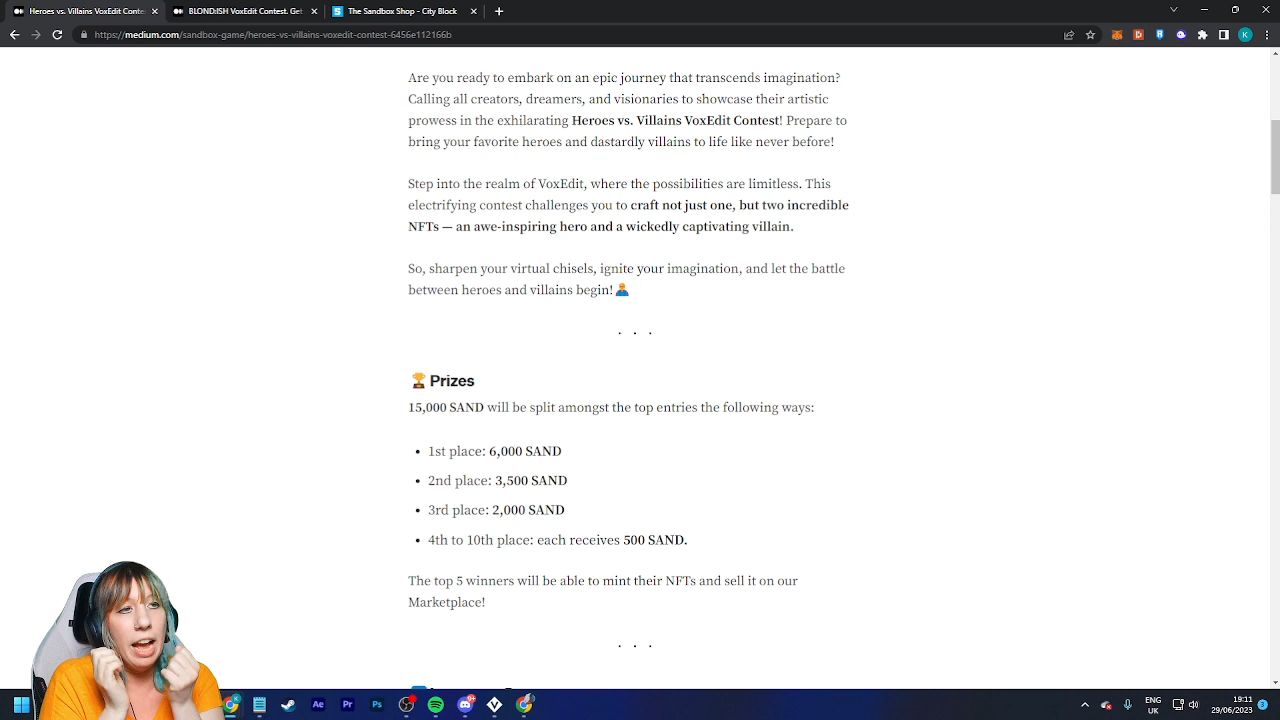 Heroes vs. Villains VoxEdit Conte
BLONDISH VoxEdit Contest. Get
The Sandbox Shop - City Block
https://medium.com/sandbox-game/heroes-vs-villains-voxedit-contest-6456e112166b
K
Are you ready to embark on an epic journey that transcends imagination?
Calling all creators, dreamers, and visionaries to showcase their artistic
prowess in the exhilarating Heroes vs. Villains VoxEdit Contest! Prepare to
bring your favorite heroes and dastardly villains to life like never before!
Step into the realm of VoxEdit, where the possibilities are limitless. This
electrifying contest challenges you to craft not just one, but two incredible
NFTs — an awe-inspiring hero and a wickedly captivating villain.
So, sharpen your virtual chisels, ignite your imagination, and let the battle
between heroes and villains begin!🦸
. . .
🏆 Prizes
15,000 SAND will be split amongst the top entries the following ways:
• 1st place: 6,000 SAND
• 2nd place: 3,500 SAND
• 3rd place: 2,000 SAND
• 4th to 10th place: each receives 500 SAND.
The top 5 winners will be able to mint their NFTs and sell it on our
Marketplace!
. . .
Ae Pr Ps
ENG
UK
19:11
29/06/2023
3